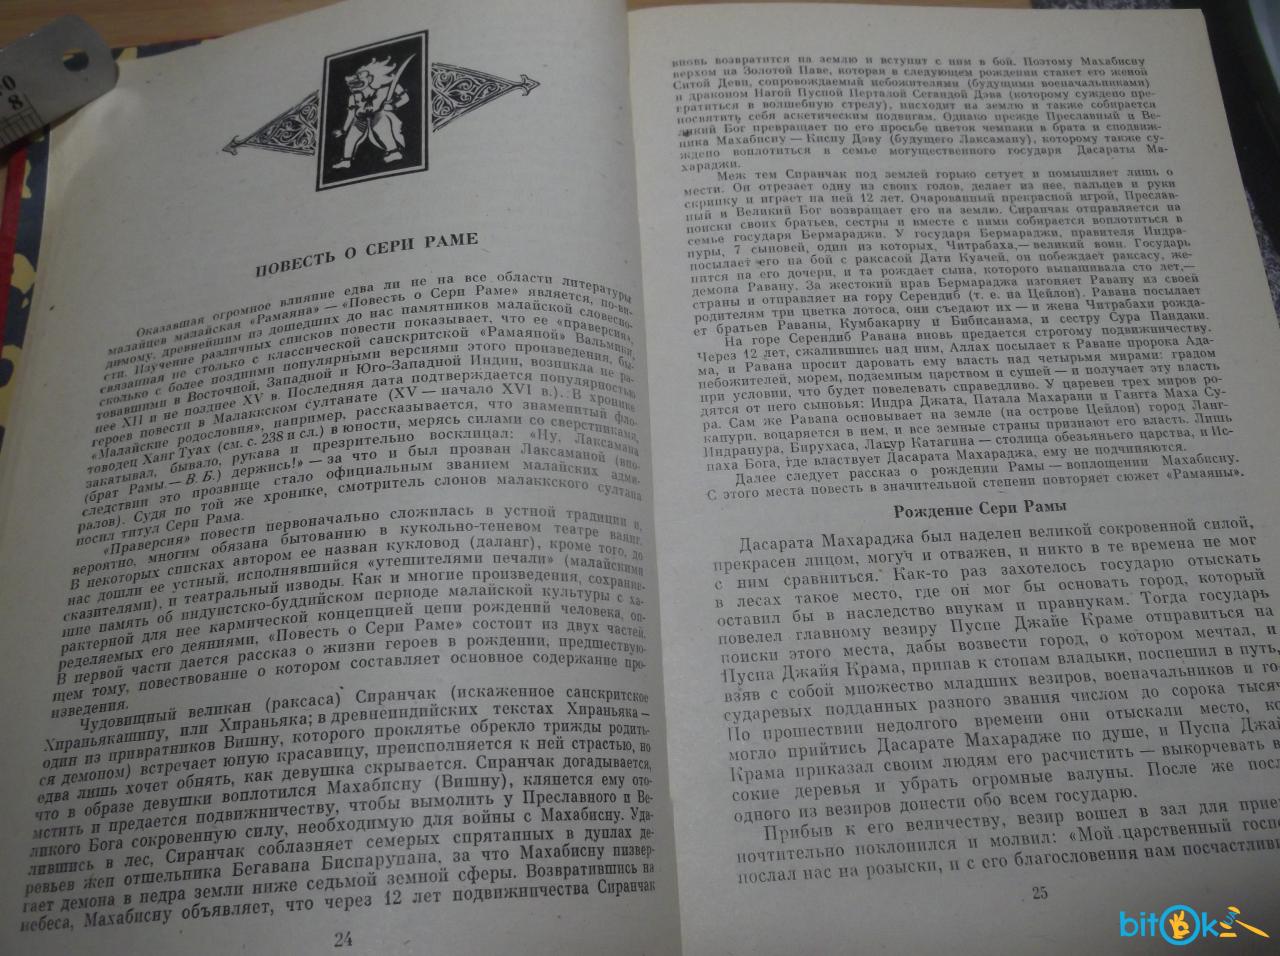 ПОВЕСТЬ О СЕРИ РАМЕ
Оказавшая огромное влияние едва ли не на все области литературы
малайцев малайская «Рамаяна» — «Повесть о Сери Раме» является, по-ви-
димому, древнейшим из дошедших до нас памятников малайской словесно-
сти. Изучение различных списков повести показывает, что ее «праверсия»,
связанная не столько с классической санскритской «Рамаяной» Вальмики,
сколько с более поздними популярными версиями этого произведения, бы-
товавшими в Восточной, Западной и Юго-Западной Индии, возникла не ра-
нее XII и не позднее XV в. Последняя дата подтверждается популярностью
героев повести в Малаккском султанате (XV — начало XVI в.). В хронике
«Малайские родословия», например, рассказывается, что знаменитый фло-
товодец Ханг Туах (см. с. 238 и сл.) в юности, мерясь силами со сверстниками,
закатывал, бывало, рукава и презрительно восклицал: «Ну, Лаксамана
(брат Рамы.— В. Б.) держись!» — за что и был прозван Лаксаманой (впо-
следствии это прозвище стало официальным званием малайских адми-
ралов). Судя по той же хронике, смотритель слонов малаккского султана
носил титул Сери Рама.
«Праверсия» повести первоначально сложилась в устной традиции и,
вероятно, многим обязана бытованию в кукольно-теневом театре ваянг.
В некоторых списках автором ее назван кукловод (даланг), кроме того, до
нас дошли ее устный, исполнявшийся «утешителями печали» (малайскими
сказителями), и театральный изводы. Как и многие произведения, сохранив-
шие память об индуистско-буддийском периоде малайской культуры с ха-
рактерной для нее кармической концепцией цепи рождений человека, оп-
ределяемых его деяниями, «Повесть о Сери Раме» состоит из двух частей.
В первой части дается рассказ о жизни героев в рождении, предшествую-
щем тому, повествование о котором составляет основное содержание про-
изведения.
Чудовищный великан (раксаса) Сиранчак (искаженное санскритское
Хираньякашипу, или Хираньяка; в древнеиндийских текстах Хираньяка —
один из привратников Вишну, которого проклятье обрекло трижды родить-
ся демоном) встречает юную красавицу, преисполняется к ней страстью, но
едва лишь хочет обнять, как девушка скрывается. Сиранчак догадывается,
что в образе девушки воплотился Махабисну (Вишну), клянется ему ото-
мстить и предается подвижничеству, чтобы вымолить у Преславного и Ве-
ликого Бога сокровенную силу, необходимую для войны с Махабисну. Уда-
лившись в лес, Сиранчак соблазняет семерых спрятанных в дуплах де-
ревьев жен отшельника Бегавана Биспарупана, за что Махабисну низвер-
гает демона в недра земли ниже седьмой земной сферы. Возвратившись на
небеса, Махабисну объявляет, что через 12 лет подвижничества Сиранчак
24
вновь возвратится на землю и вступит с ним в бой. Поэтому Махабисну
верхом на Золотой Паве, которая в следующем рождении станет его женой
Ситой Деви, сопровождаемый небожителями (будущими военачальниками)
и драконом Нагой Пусной Перталой Сегандой Дэва (которому суждено пре-
вратиться в волшебную стрелу), нисходит на землю и также собирается
посвятить себя аскетическим подвигам. Однако прежде Преславный и Ве-
ликий Бог превращает по его просьбе цветок чемпаки в брата и сподвиж-
ника Махабисну — Кисну Дэву (будущего Лаксаману), которому также су-
ждено воплотиться в семье могущественного государя Дасараты Ма-
хараджи.
Меж тем Сиранчак под землей горько сетует и помышляет лишь о
мести. Он отрезает одну из своих голов, делает из нее, пальцев и руки
скрипку и играет на ней 12 лет. Очарованный прекрасной игрой, Преслав-
ный и Великий Бог возвращает его на землю. Сиранчак отправляется на
поиски своих братьев, сестры и вместе с ними собирается воплотиться в
семье государя Бермараджи. У государя Бермараджи, правителя Индра-
пуры, 7 сыновей, один из которых, Читрабаха,— великий воин. Государь
посылает его на бой с раксасой Дати Куачей, он побеждает раксасу, же-
нится на его дочери, и та рождает сына, которого вынашивала сто лет,—
демона Равану. За жестокий нрав Бермараджа изгоняет Равану из своей
страны и отправляет на гору Серендиб (т. е. на Цейлон). Равана посылает
родителям три цветка лотоса, они съедают их — и жена Читрабахи рожда-
ет братьев Раваны, Кумбакарну и Бибисанама, и сестру Сура Пандаки.
На горе Серендиб Равана вновь предается строгому подвижничеству.
Через 12 лет, сжалившись над ним, Аллах посылает к Раване пророка Ада-
ма, и Равана просит даровать ему власть над четырьмя мирами: градом
небожителей, морем, подземным царством и сушей — и получает эту власть
при условии, что будет повелевать справедливо. У царевен трех миров ро-
дятся от него сыновья: Индра Джата, Патала Махараян и Гангта Маха Су-
ра. Сам же Равана основывает на земле (на острове Цейлон) город Ланг-
капури, воцаряется в нем, и все земные страны признают его власть. Лишь
Индрапура, Бирухаса, Лагур Катагина — столица обезьяньего царства, и Ис-
паха Бога, где властвует Дасарата Махараджа, ему не подчиняются.
Далее следует рассказ о рождении Рамы — воплощении Махабисну.
С этого места повесть в значительной степени повторяет сюжет «Рамаяны».
Рождение Сери Рамы
Дасарата Махараджа был наделен великой сокровенной силой,
прекрасен лицом, могуч и отважен, и никто в те времена не мог
с ним сравниться. Как-то раз захотелось государю отыскать
в лесах такое место, где он мог бы основать город, который
оставил бы в наследство внукам и правнукам. Тогда государь
повелел главному везиру Пуспе Джайе Краме отправиться на
поиски этого места, дабы возвести город, о котором мечтал, и
Пуспа Джайя Крама, припав к стопам владыки, поспешил в путь,
взяв с собой множество младших везиров, военачальников и го-
сударевых подданных разного звания числом до сорока тысяч
По прошествии недолгого времени они отыскали место, ко
могло прийтись Дасарате Махарадже по душе, и Пуспа Джай
Крама приказал своим людям его расчистить — выкорчевать в
сокие деревья и убрать огромные валуны. После же посл
одного из везиров донести обо всем государю.
Прибыв к его величеству, везир вошел в зал для прие
почтительно поклонился и молвил: «Мой царственный госп
послал нас на розыски, и с его благословения нам посчастливи
25
bitok.ua